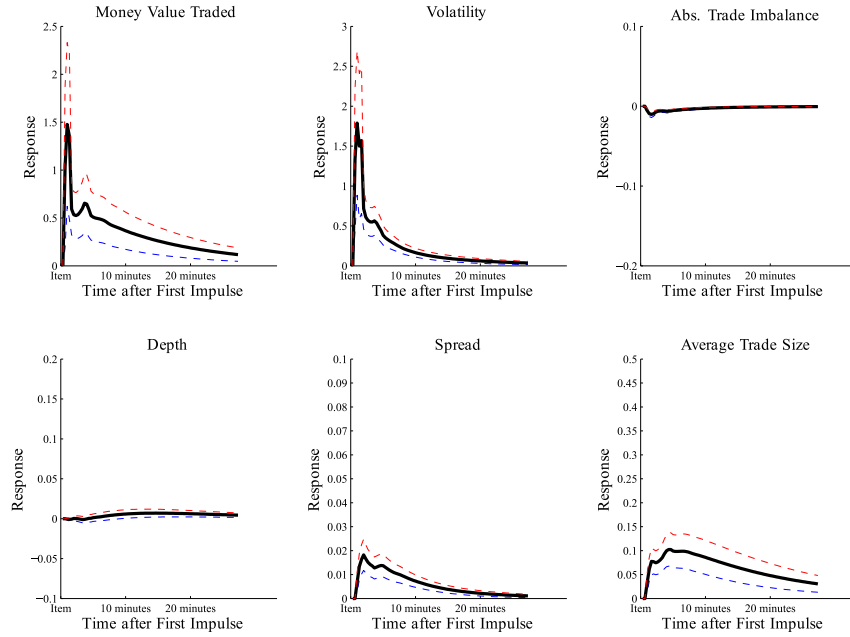 Money Value Traded
2.5
2
1.5
1
0.5
0
Response
Item 10 minutes 20 minutes
Time after First Impulse
Volatility
3
2.5
2
1.5
1
0.5
0
Response
Item 10 minutes 20 minutes
Time after First Impulse
Abs. Trade Imbalance
0.1
0
−0.1
−0.2
Response
Item 10 minutes 20 minutes
Time after First Impulse
Depth
0.2
0.15
0.1
0.05
0
−0.05
−0.1
Response
Item 10 minutes 20 minutes
Time after First Impulse
Spread
0.1
0.09
0.08
0.07
0.06
0.05
0.04
0.03
0.02
0.01
0
Response
Item 10 minutes 20 minutes
Time after First Impulse
Average Trade Size
0.5
0.45
0.4
0.35
0.3
0.25
0.2
0.15
0.1
0.05
0
Response
Item 10 minutes 20 minutes
Time after First Impulse